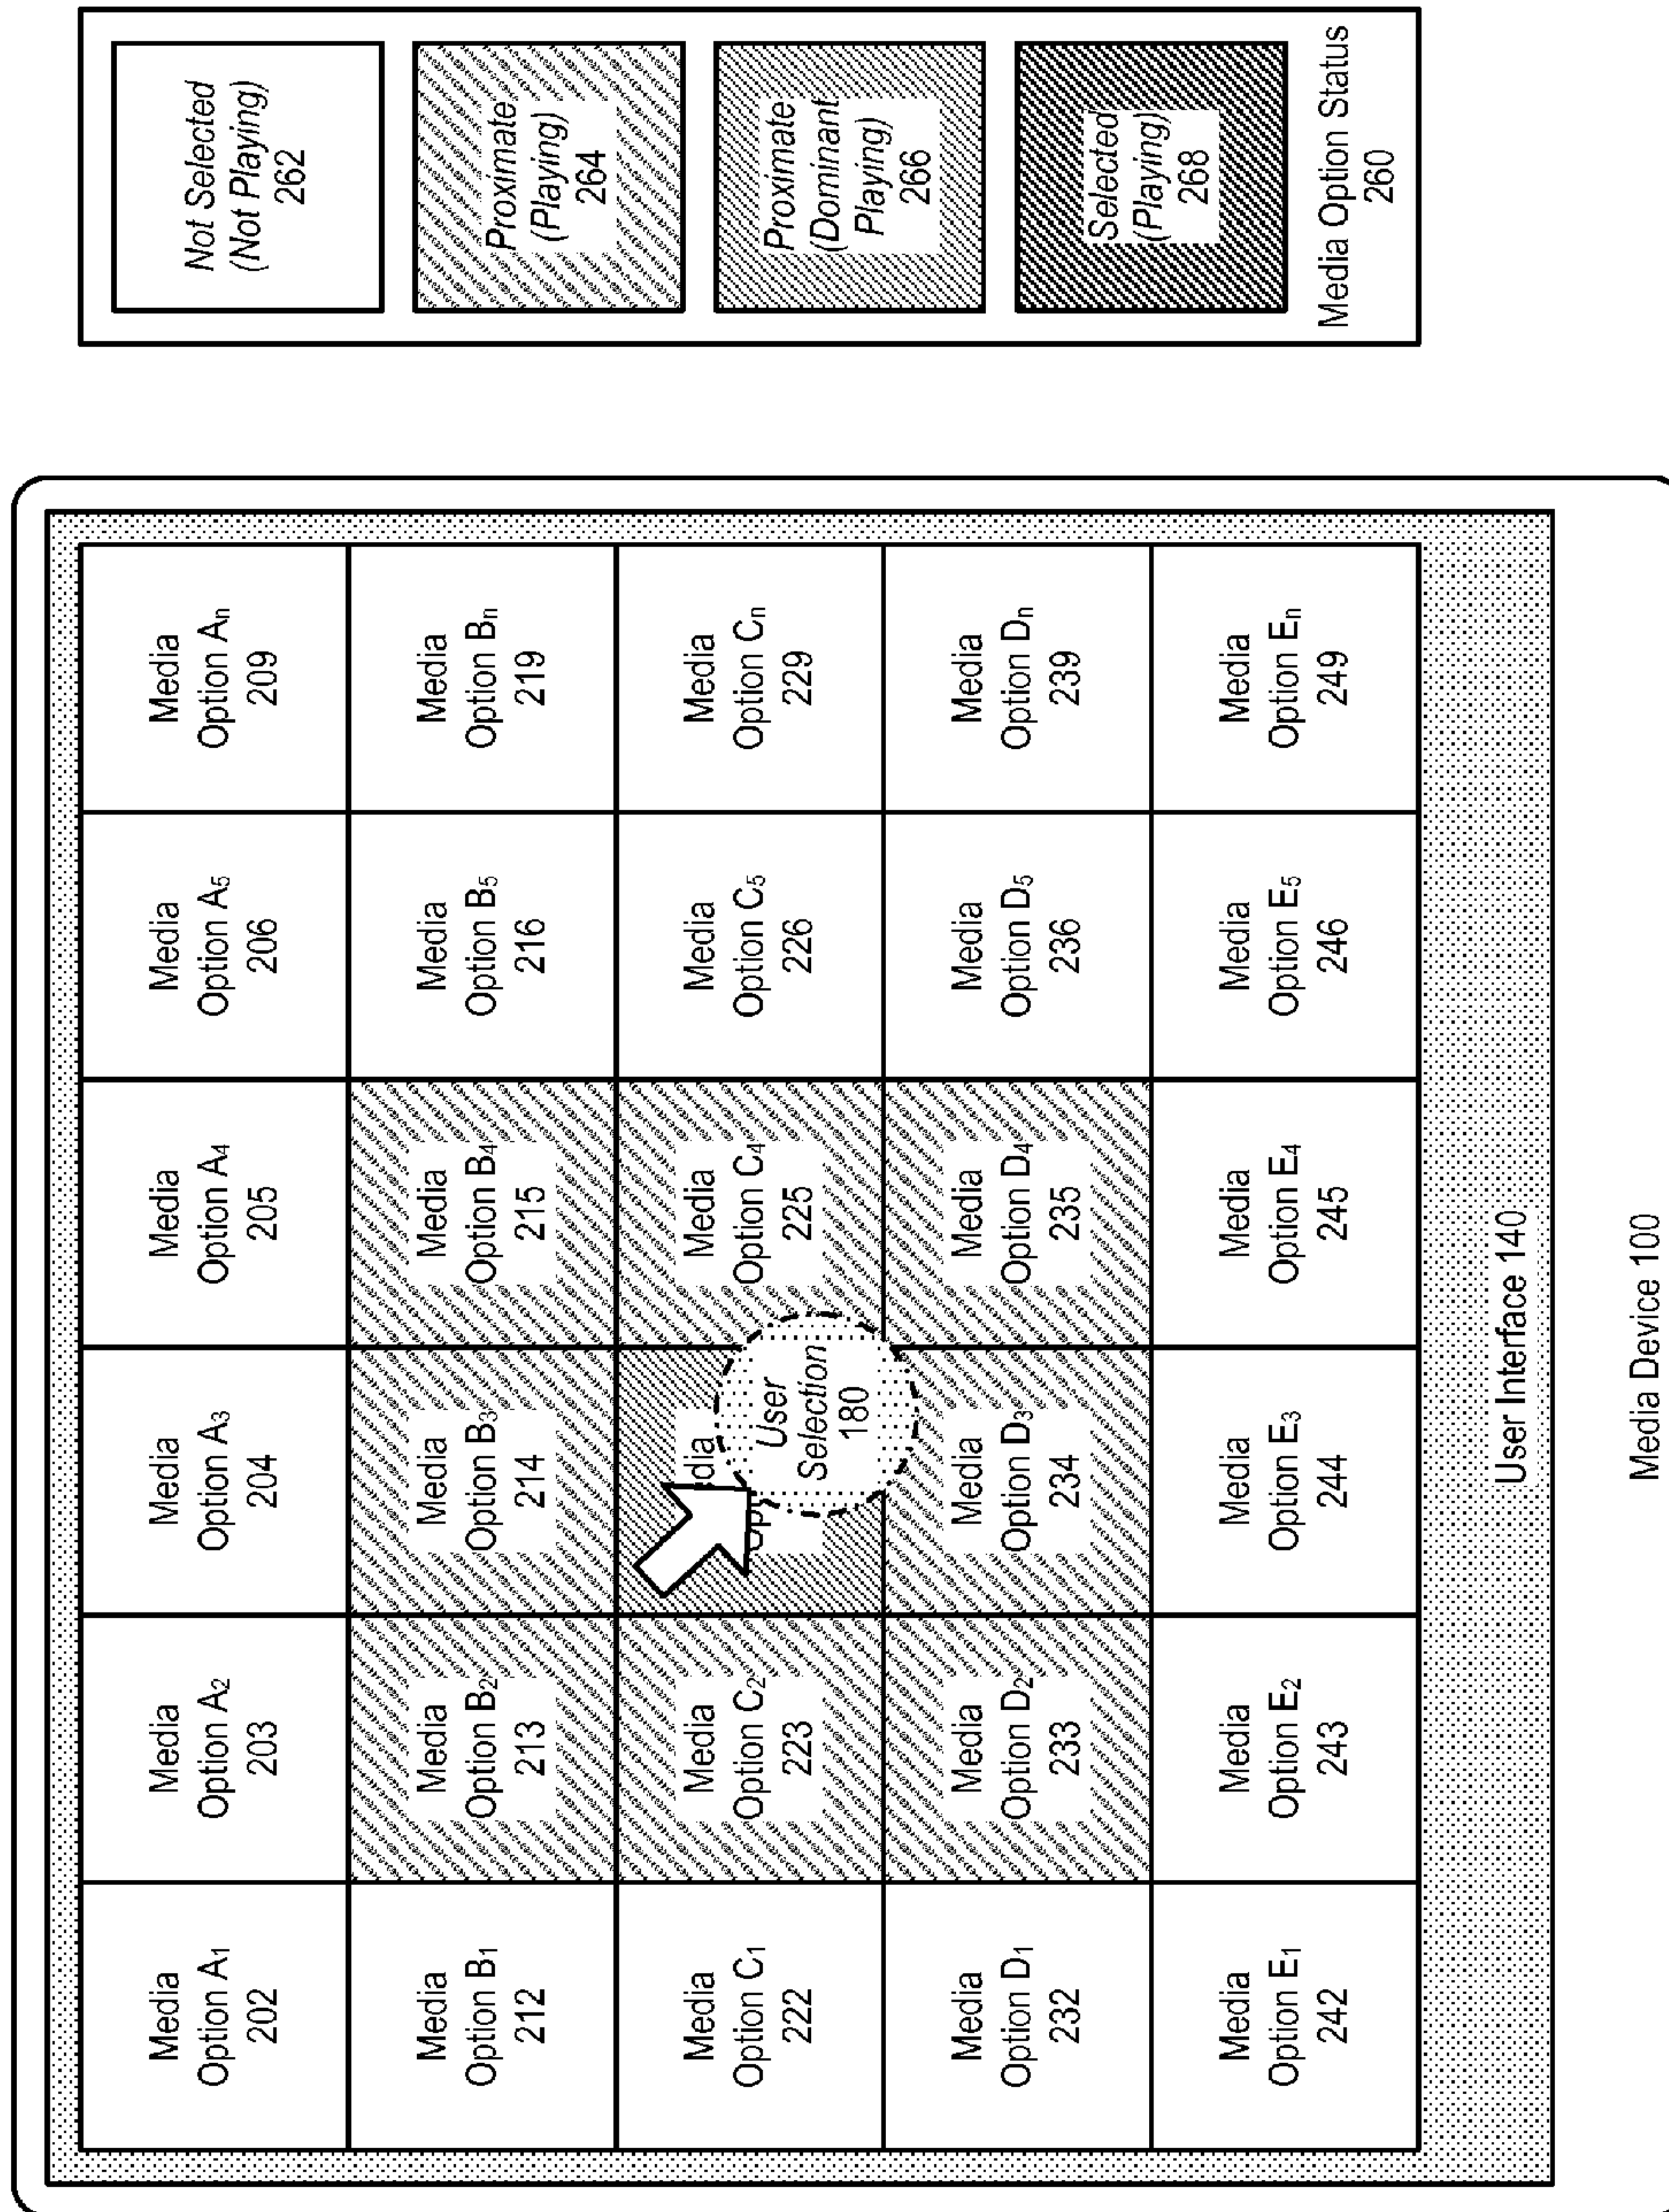 Media
Option A₁
202
Media
Option A₂
203
Media
Option A₃
204
Media
Option A₄
205
Media
Option A₅
206
Media
Option Aₙ
209
Media
Option B₁
212
Media
Option B₂
213
Media
Option B₃
214
Media
Option B₄
215
Media
Option B₅
216
Media
Option Bₙ
219
Media
Option C₁
222
Media
Option C₂
223
User
Selection
180
Media
Option C₄
225
Media
Option C₅
226
Media
Option Cₙ
229
Media
Option D₁
232
Media
Option D₂
233
Media
Option D₃
234
Media
Option D₄
235
Media
Option D₅
236
Media
Option Dₙ
239
Media
Option E₁
242
Media
Option E₂
243
Media
Option E₃
244
Media
Option E₄
245
Media
Option E₅
246
Media
Option Eₙ
249
User Interface 140
Media Device 100
Not Selected
(Not Playing)
262
Proximate
(Playing)
264
Proximate
(Dominant
Playing)
266
Selected
(Playing)
268
Media Option Status
260